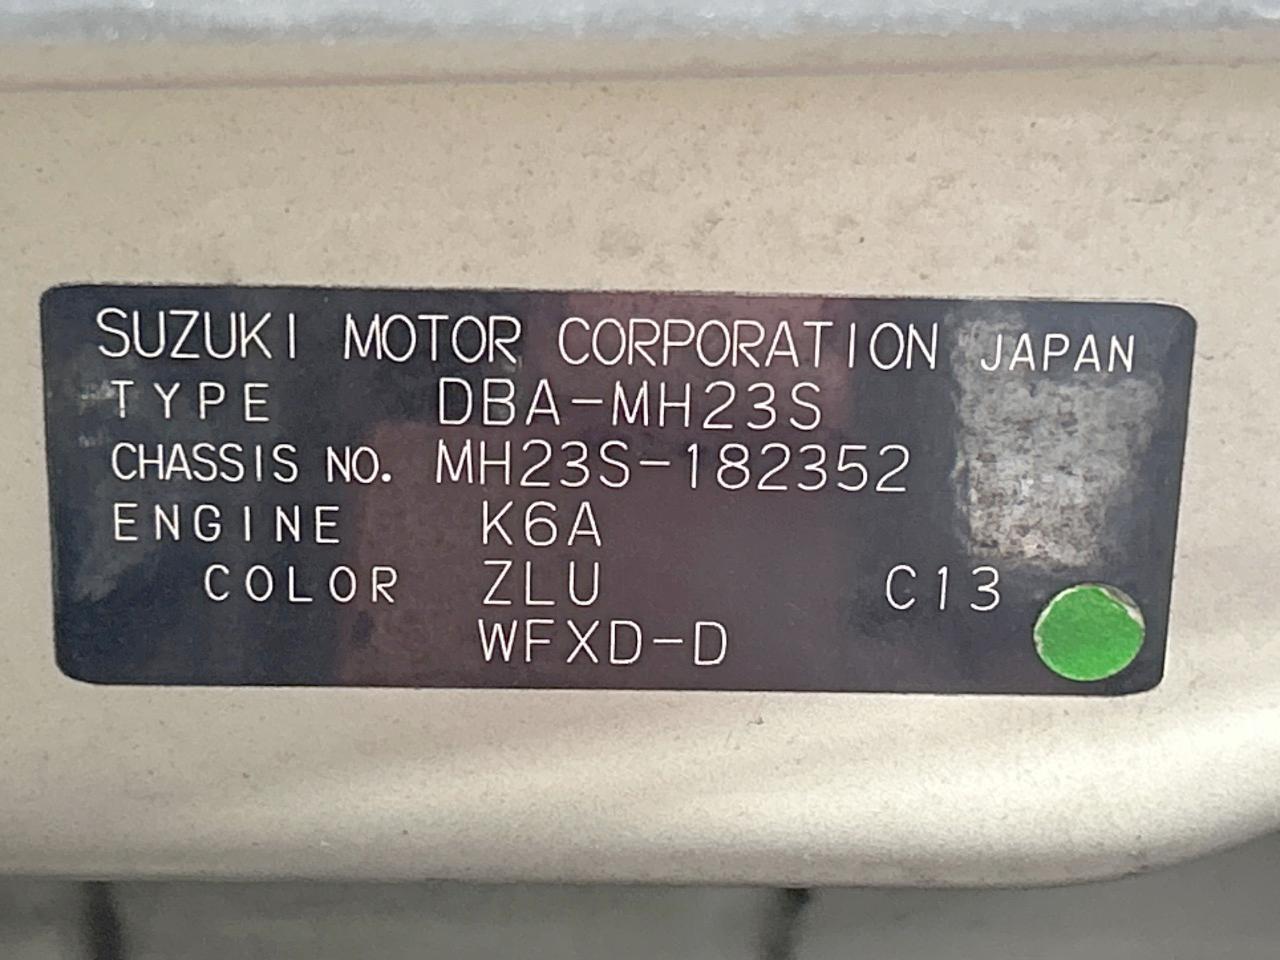 SUZUKI MOTOR CORPORATION JAPAN
TYPE DBA-MH23S
CHASSIS NO. MH23S-182352
ENGINE K6A
COLOR ZLU C13
WFXD-D